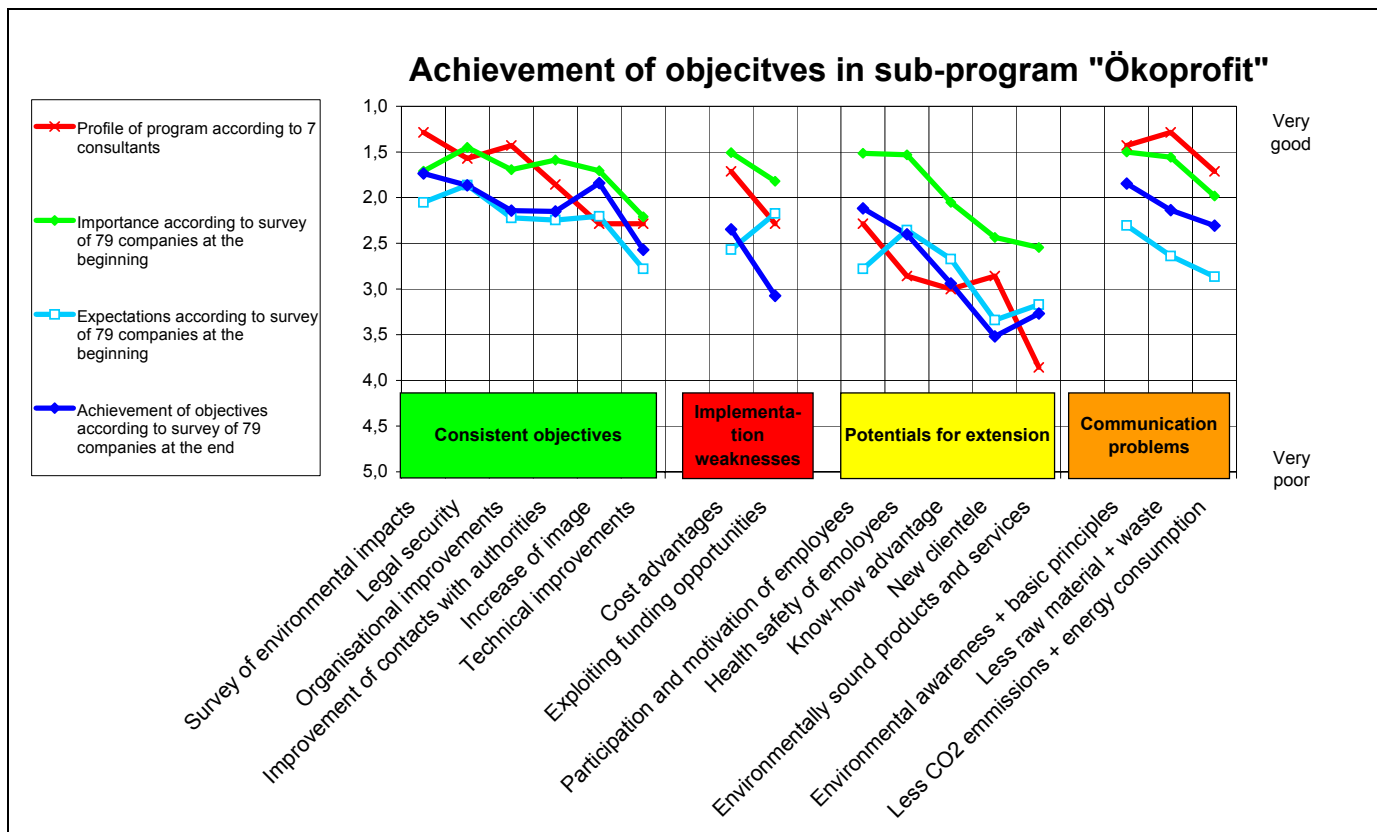 Achievement of objecitves in sub-program "Ökoprofit"
Profile of program according to 7
consultants
Importance according to survey
of 79 companies at the
beginning
Expectations according to survey
of 79 companies at the
beginning
Achievement of objectives
according to survey of 79
companies at the end
1,0
1,5
2,0
2,5
3,0
3,5
4,0
4,5
5,0
Very
good
Very
poor
Consistent objectives
Implementa-
tion
weaknesses
Potentials for extension
Communication
problems
Survey of environmental impacts
Legal security
Organisational improvements
Improvement of contacts with authorities
Increase of image
Technical improvements
Cost advantages
Exploiting funding opportunities
Participation and motivation of employees
Health safety of emoloyees
Know-how advantage
New clientele
Environmentally sound products and services
Environmental awareness + basic principles
Less raw material + waste
Less CO2 emmissions + energy consumption